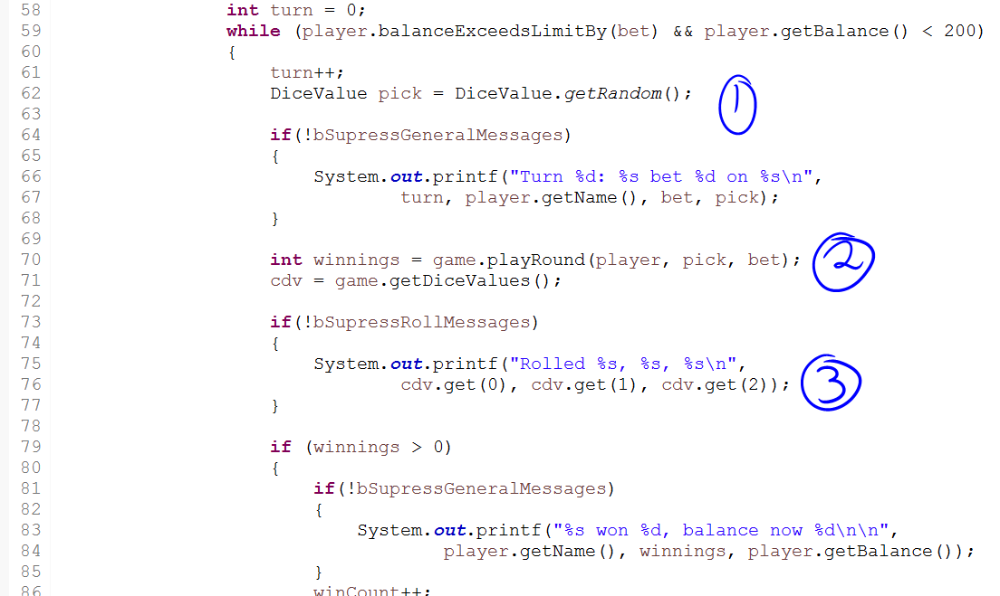 58 int turn = 0;
59 while (player.balanceExceedsLimitBy(bet) && player.getBalance() < 200)
60 {
61 turn++;
62 DiceValue pick = DiceValue.getRandom(); 1
63
64 if(!bSupressGeneralMessages)
65 {
66 System.out.printf("Turn %d: %s bet %d on %s\n",
67 turn, player.getName(), bet, pick);
68 }
69
70 int winnings = game.playRound(player, pick, bet); 2
71 cdv = game.getDiceValues();
72
73 if(!bSupressRollMessages)
74 {
75 System.out.printf("Rolled %s, %s, %s\n",
76 cdv.get(0), cdv.get(1), cdv.get(2)); 3
77 }
78
79 if (winnings > 0)
80 {
81 if(!bSupressGeneralMessages)
82 {
83 System.out.printf("%s won %d, balance now %d\n\n",
84 player.getName(), winnings, player.getBalance());
85 }
86 winCount++;